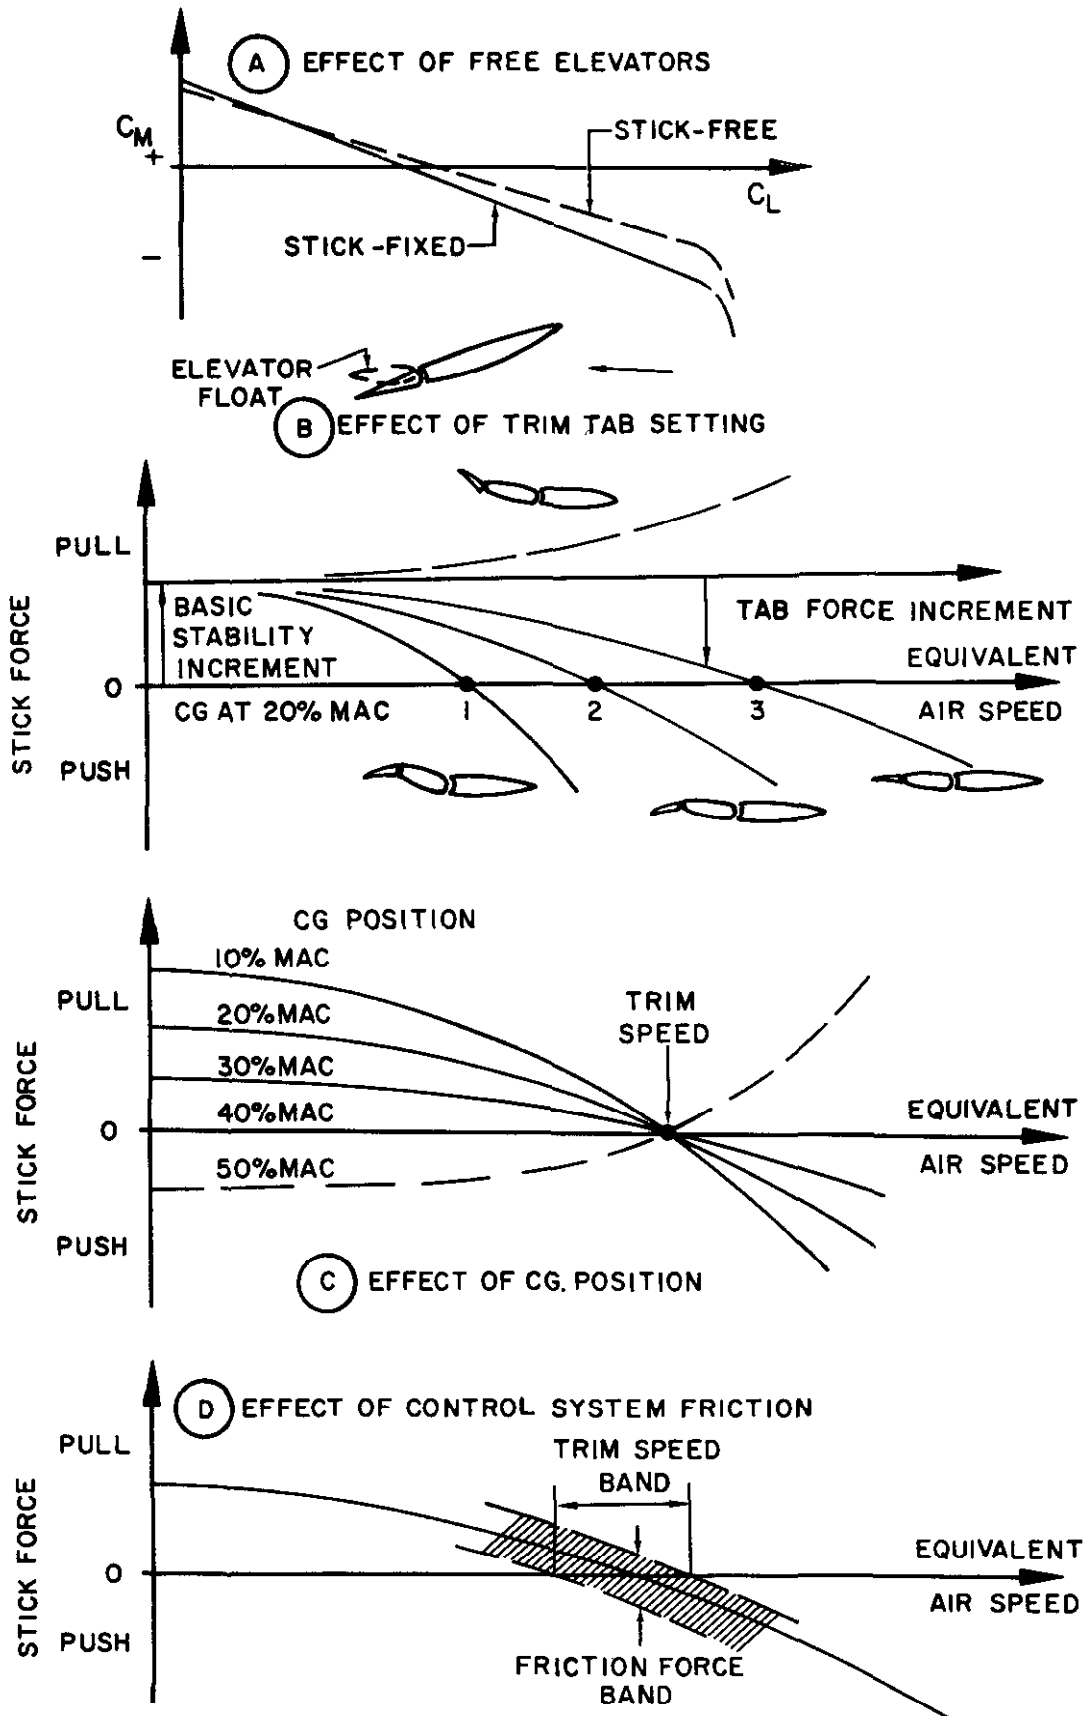 A EFFECT OF FREE ELEVATORS
STICK-FREE
CM
+
CL
STICK-FIXED
-
ELEVATOR
FLOAT
B EFFECT OF TRIM TAB SETTING
PULL
BASIC
STABILITY
INCREMENT
TAB FORCE INCREMENT
EQUIVALENT
STICK FORCE
0
CG AT 20% MAC
1
2
3
AIR SPEED
PUSH
CG POSITION
10% MAC
PULL
TRIM
SPEED
20% MAC
30% MAC
40% MAC
EQUIVALENT
STICK FORCE
0
50% MAC
AIR SPEED
PUSH
C EFFECT OF CG. POSITION
D EFFECT OF CONTROL SYSTEM FRICTION
PULL
TRIM SPEED
BAND
STICK FORCE
EQUIVALENT
0
AIR SPEED
PUSH
FRICTION FORCE
BAND